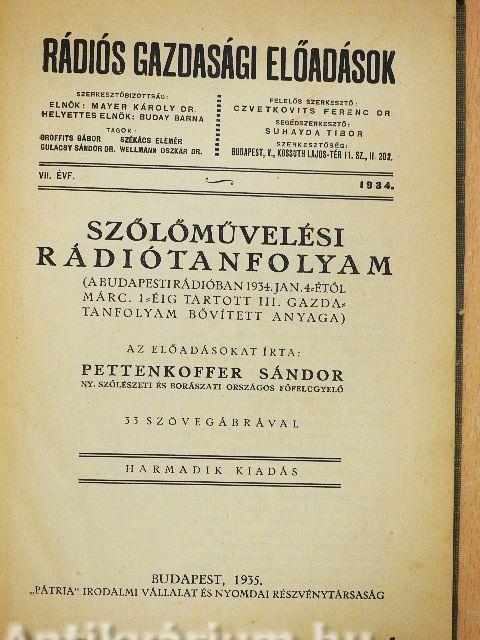 RÁDIÓS GAZDASÁGI ELŐADÁSOK
SZERKESZTŐBIZOTTSÁG:
ELNÖK: MAYER KÁROLY DR.
HELYETTES ELNÖK: BUDAY BARNA
TAGOK:
GROFFITS GÁBOR SZÉKÁCS ELEMÉR
GULÁCSY SÁNDOR DR. WELLMANN OSZKÁR DR.
FELELŐS SZERKESZTŐ:
CZVETKOVITS FERENC DR
SEGÉDSZERKESZTŐ:
SUHAYDA TIBOR
SZERKESZTŐSÉG:
BUDAPEST, V., KOSSUTH LAJOS-TÉR 11. SZ., II. 202.
VII. ÉVF.
1934.
SZŐLŐMŰVELÉSI
RÁDIÓTANFOLYAM
(A BUDAPESTI RÁDIÓBAN 1934. JAN. 4-ÉTŐL
MÁRC. 1-ÉIG TARTOTT III. GAZDA-
TANFOLYAM BŐVÍTETT ANYAGA)
AZ ELŐADÁSOKAT ÍRTA:
PETTENKOFFER SÁNDOR
NY. SZŐLÉSZETI ÉS BORÁSZATI ORSZÁGOS FŐFELÜGYELŐ
33 SZÖVEGÁBRÁVAL
HARMADIK KIADÁS
BUDAPEST, 1935.
„PÁTRIA" IRODALMI VÁLLALAT ÉS NYOMDAI RÉSZVÉNYTÁRSASÁG
Antikvárium.hu